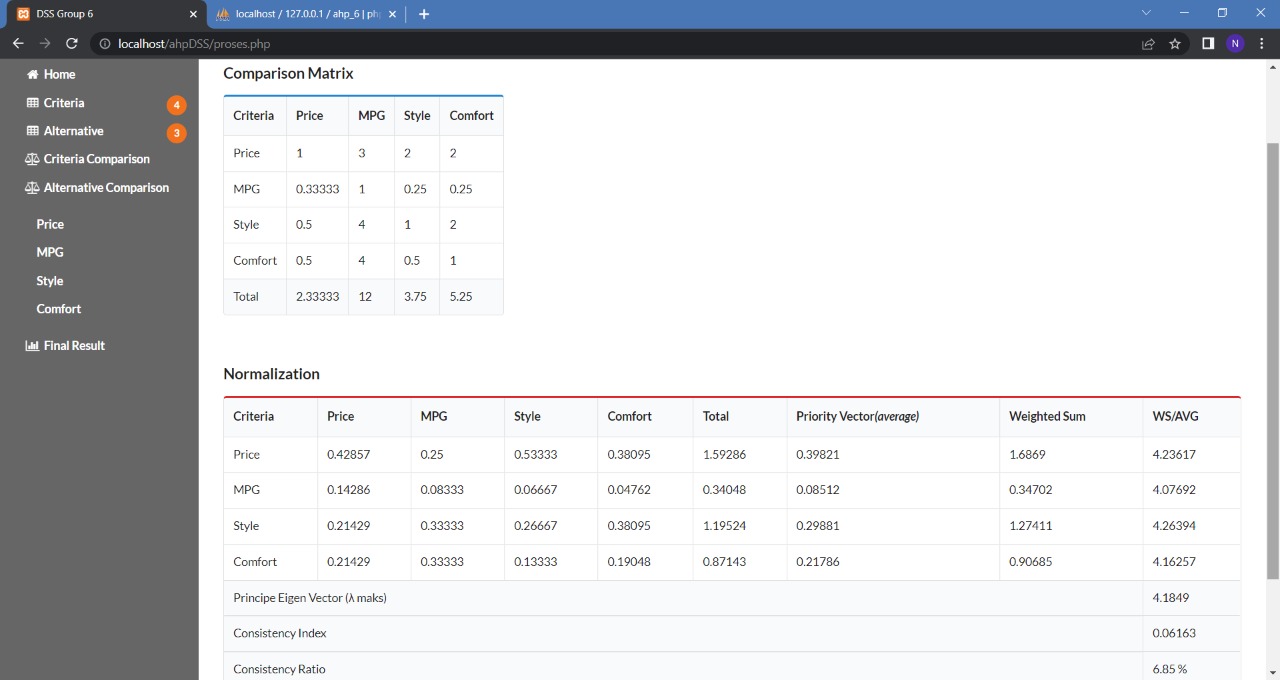 DSS Group 6
localhost / 127.0.0.1 / ahp_6 | ph
localhost/ahpDSS/proses.php
N
Home
Criteria 4
Alternative 3
Criteria Comparison
Alternative Comparison
Price
MPG
Style
Comfort
Final Result
Comparison Matrix
Criteria Price MPG Style Comfort
Price 1 3 2 2
MPG 0.33333 1 0.25 0.25
Style 0.5 4 1 2
Comfort 0.5 4 0.5 1
Total 2.33333 12 3.75 5.25
Normalization
Criteria Price MPG Style Comfort Total Priority Vector(average) Weighted Sum WS/AVG
Price 0.42857 0.25 0.53333 0.38095 1.59286 0.39821 1.6869 4.23617
MPG 0.14286 0.08333 0.06667 0.04762 0.34048 0.08512 0.34702 4.07692
Style 0.21429 0.33333 0.26667 0.38095 1.19524 0.29881 1.27411 4.26394
Comfort 0.21429 0.33333 0.13333 0.19048 0.87143 0.21786 0.90685 4.16257
Principe Eigen Vector (λ maks) 4.1849
Consistency Index 0.06163
Consistency Ratio 6.85 %